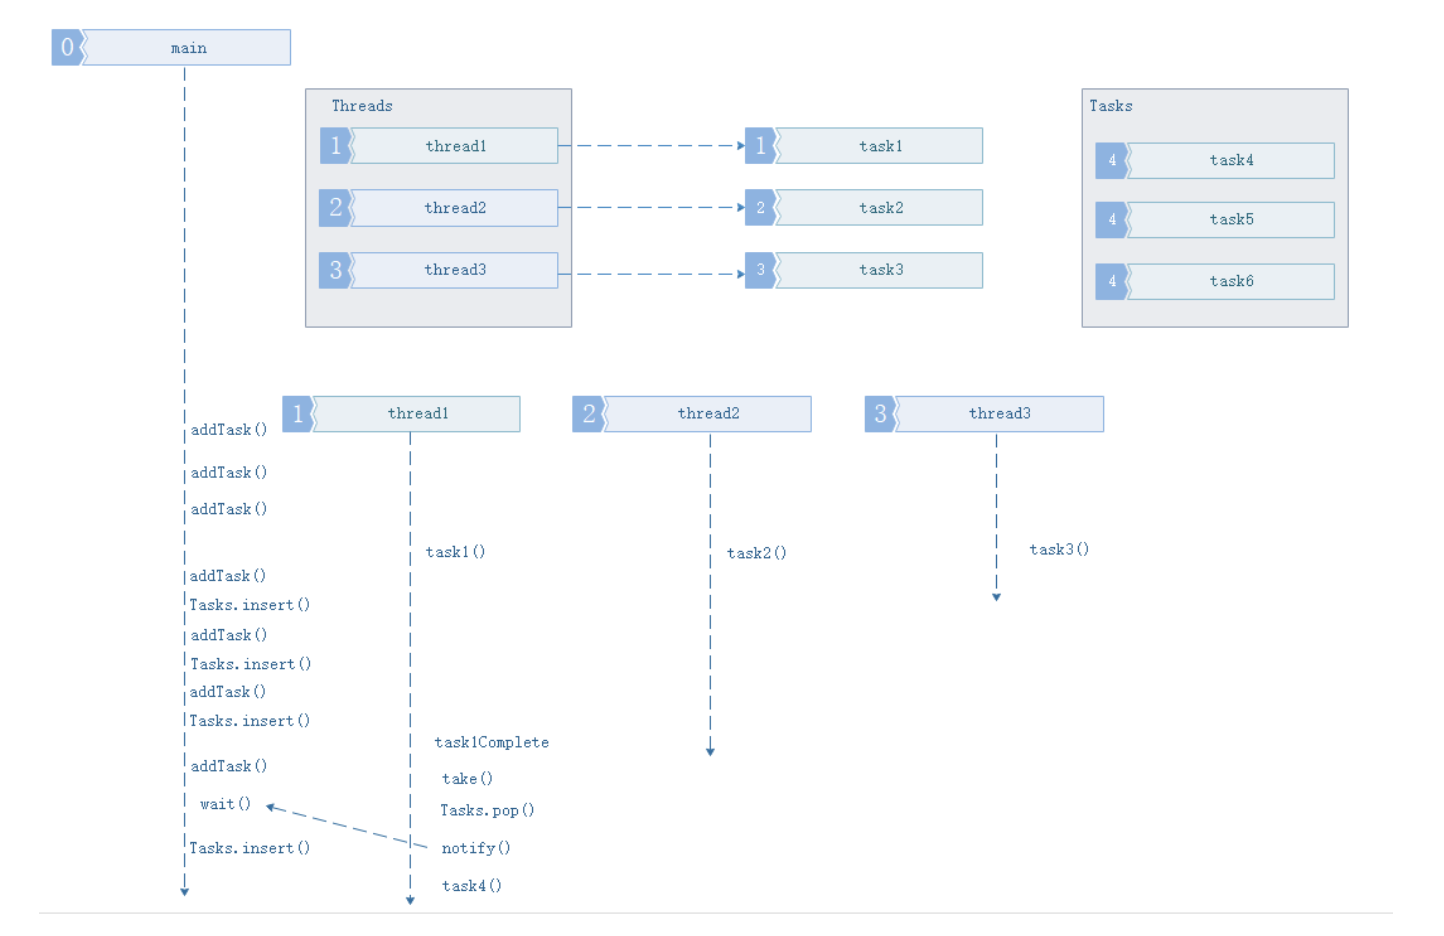 0 main
Threads
1 thread1
1 task1
2 thread2
2 task2
3 thread3
3 task3
Tasks
4 task4
4 task5
4 task6
1 thread1
2 thread2
3 thread3
addTask()
addTask()
addTask()
addTask()
Tasks.insert()
addTask()
Tasks.insert()
addTask()
Tasks.insert()
addTask()
wait()
Tasks.insert()
task1()
task1Complete
take()
Tasks.pop()
notify()
task4()
task2()
task3()